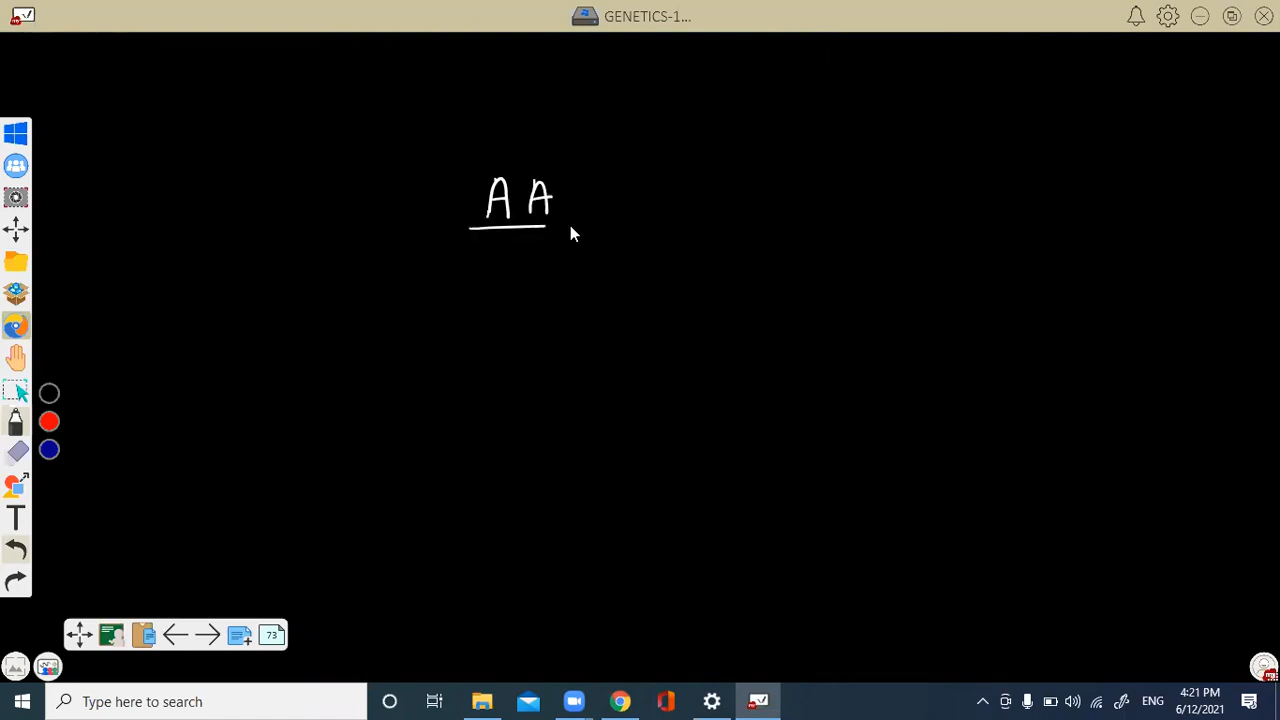 GENETICS-1...
A A
73
Type here to search
ENG
4:21 PM
6/12/2021